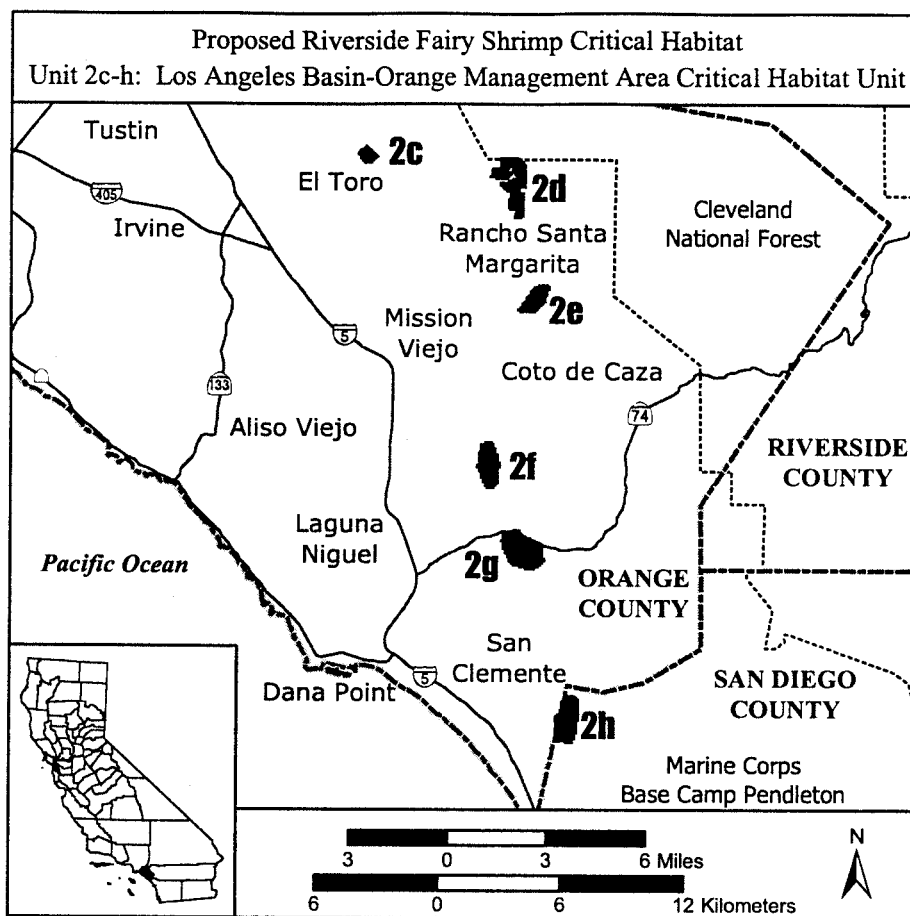 Proposed Riverside Fairy Shrimp Critical Habitat
Unit 2c-h: Los Angeles Basin-Orange Management Area Critical Habitat Unit
Tustin
2c
El Toro
405
Irvine
2d
Rancho Santa
Margarita
Cleveland
National Forest
2e
Mission
Viejo
5
Coto de Caza
133
74
Aliso Viejo
RIVERSIDE
COUNTY
2f
Laguna
Niguel
Pacific Ocean
2g
ORANGE
COUNTY
San
Clemente
5
Dana Point
SAN DIEGO
COUNTY
2h
Marine Corps
Base Camp Pendleton
3 0 3 6 Miles
6 0 6 12 Kilometers
N